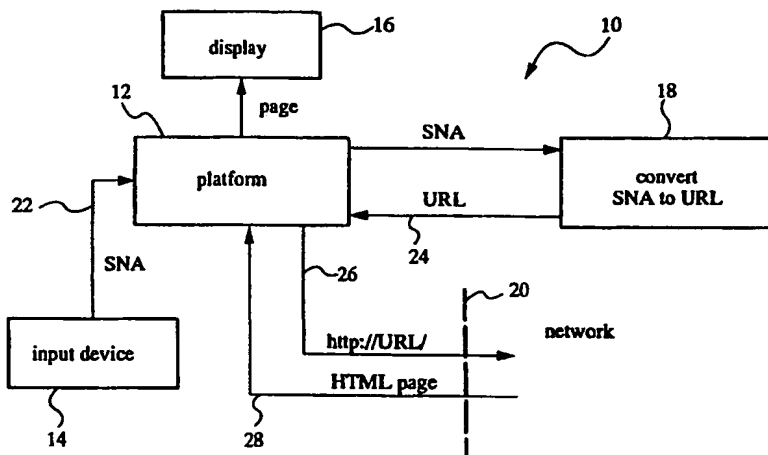 16
display
10
12
page
18
SNA
platform
convert
SNA to URL
URL
22
24
SNA
26
20
network
http://URL/
input device
HTML page
14
28